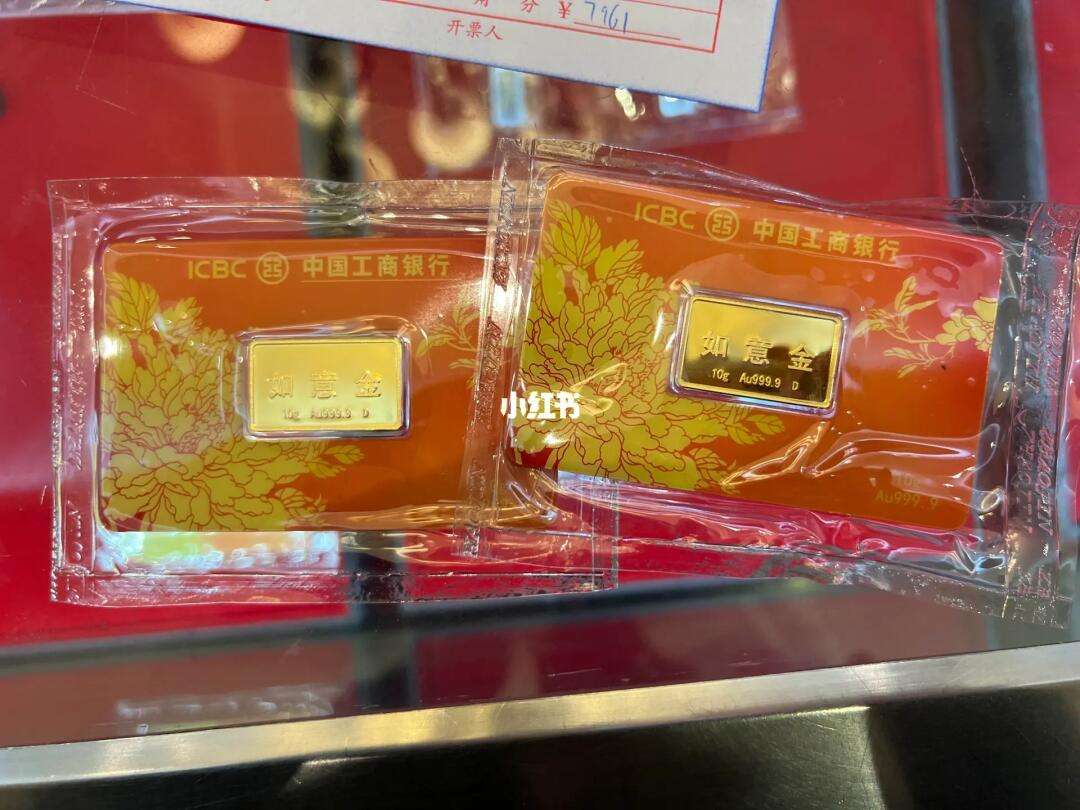 分 ¥ 7961
开票人
ICBC 中国工商银行
如意金
10g Au999.9 D
ICBC 中国工商银行
如意金
10g Au999.9 D
10g
Au999.9
小红书